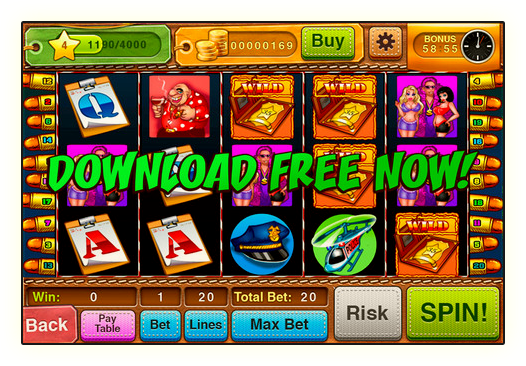 4 1190/4000
100000169
Buy
BONUS
58 55
Q
WILD
WILD
DOWNLOAD FREE NOW!
A
A
WILD
Win: 0 1 20 Total Bet: 20
Back
Pay
Table
Bet
Lines
Max Bet
Risk
SPIN!